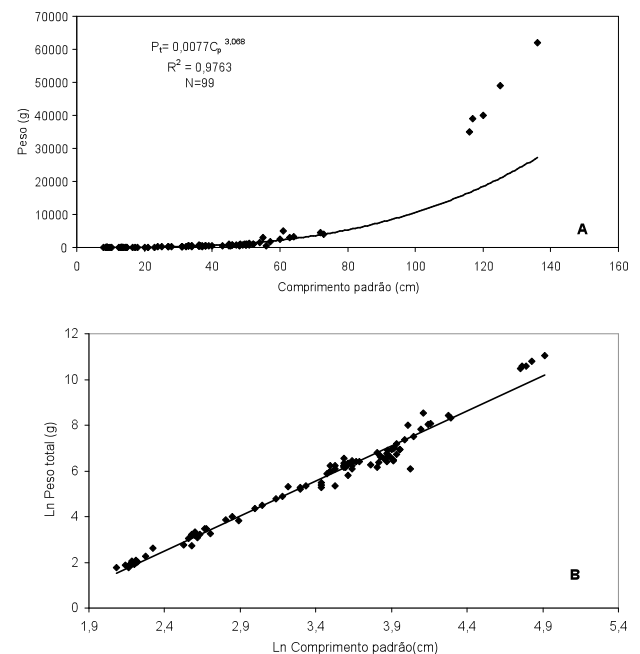 70000
60000
50000
40000
30000
20000
10000
0
Peso (g)
Pt= 0,0077Cp 3,068
R2 = 0,9763
N=99
A
0 20 40 60 80 100 120 140 160
Comprimento padrão (cm)
12
10
8
6
4
2
0
Ln Peso total (g)
B
1,9 2,4 2,9 3,4 3,9 4,4 4,9 5,4
Ln Comprimento padrão(cm)